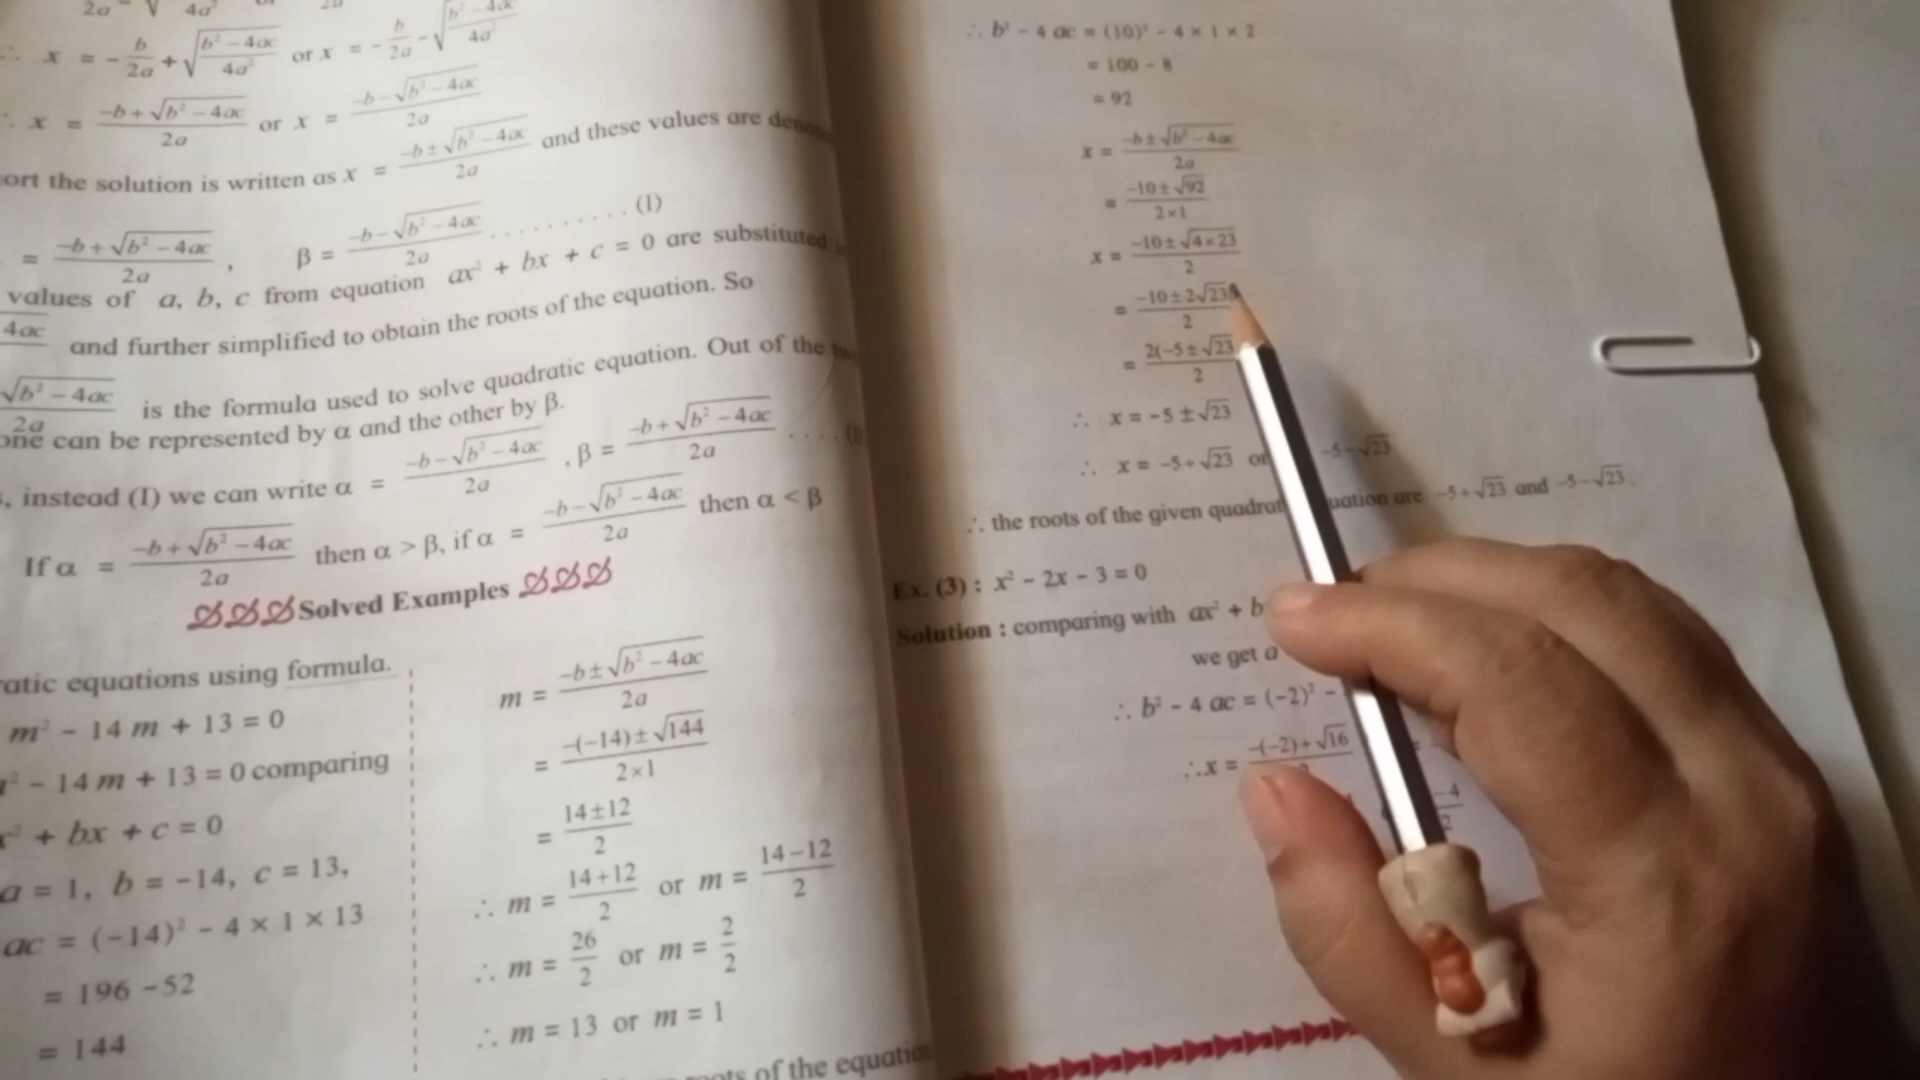 2a √ 4a² or 2a
∴ x = -b/2a + √(b² - 4ac)/4a² or x = -b/2a - √(b² - 4ac)/4a²
∴ x = (-b + √(b² - 4ac))/2a or x = (-b - √(b² - 4ac))/2a
the solution is written as x = (-b ± √(b² - 4ac))/2a and these values are
= (-b + √(b² - 4ac))/2a , β = (-b - √(b² - 4ac))/2a . . . . . . . . . . (I)
values of a, b, c from equation ax² + bx + c = 0 are substituted
4ac and further simplified to obtain the roots of the equation. So
√(b² - 4ac)/2a is the formula used to solve quadratic equation. Out of the
one can be represented by α and the other by β.
, instead (I) we can write α = (-b - √(b² - 4ac))/2a , β = (-b + √(b² - 4ac))/2a . . . .
If α = (-b + √(b² - 4ac))/2a then α > β, if α = (-b - √(b² - 4ac))/2a then α < β
Solved Examples
equations using formula.
m² - 14 m + 13 = 0
- 14 m + 13 = 0 comparing
+ bx + c = 0
a = 1, b = -14, c = 13,
ac = (-14)² - 4 × 1 × 13
= 196 - 52
= 144
m = (-b ± √(b² - 4ac))/2a
= (-(-14) ± √144)/2×1
= (14 ± 12)/2
∴ m = (14+12)/2 or m = (14-12)/2
∴ m = 26/2 or m = 2/2
∴ m = 13 or m = 1
of the equation
∴ b² - 4 ac = (10)² - 4 × 1 × 2
= 100 - 8
= 92
x = (-b ± √(b² - 4ac))/2a
= (-10 ± √92)/2×1
x = (-10 ± √(4×23))/2
= (-10 ± 2√23)/2
= 2(-5 ± √23/2
∴ x = -5 ± √23
∴ x = -5+√23 or -5-√23
∴ the roots of the given are -5+√23 and -5-√23 .
Ex. (3) : x² - 2x - 3 = 0
Solution : comparing with ax² + b
we get a
∴ b² - 4 ac = (-2)² -
∴x = -(-2)+√16
-4
2